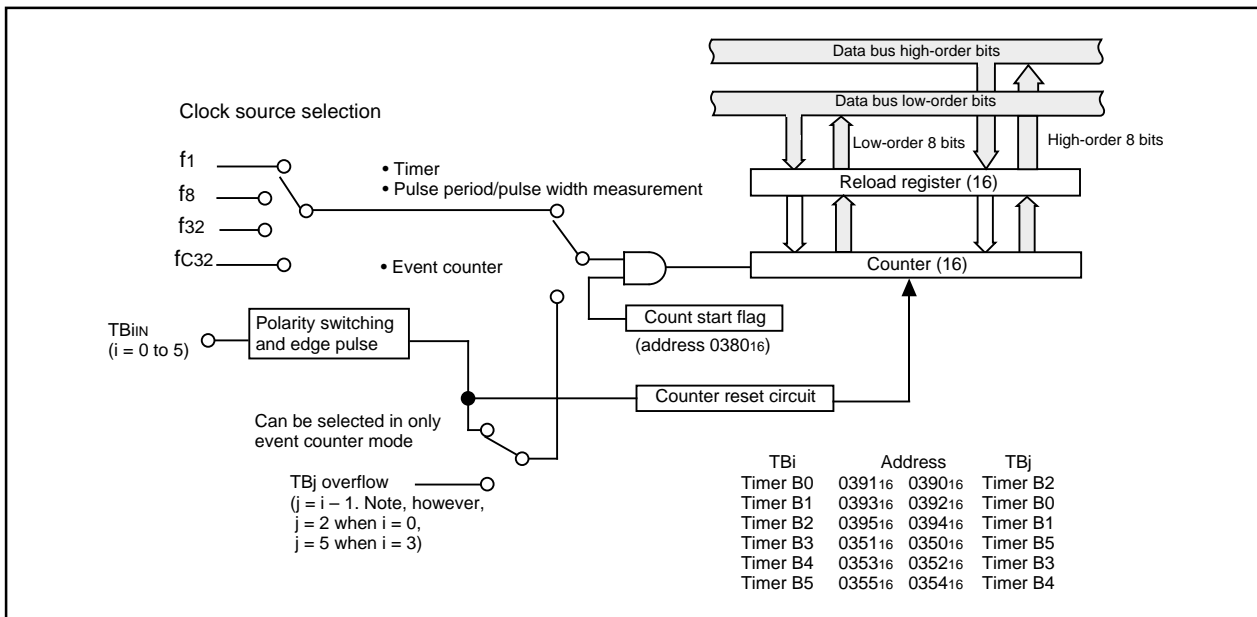 Data bus high-order bits
Data bus low-order bits
Clock source selection
Low-order 8 bits
High-order 8 bits
f1
• Timer
• Pulse period/pulse width measurement
Reload register (16)
f8
f32
fC32
• Event counter
Counter (16)
Count start flag
(address 038016)
TBiIN
(i = 0 to 5)
Polarity switching
and edge pulse
Counter reset circuit
Can be selected in only
event counter mode
TBj overflow
(j = i – 1. Note, however,
j = 2 when i = 0,
j = 5 when i = 3)
TBi Address TBj
Timer B0 039116 039016 Timer B2
Timer B1 039316 039216 Timer B0
Timer B2 039516 039416 Timer B1
Timer B3 035116 035016 Timer B5
Timer B4 035316 035216 Timer B3
Timer B5 035516 035416 Timer B4